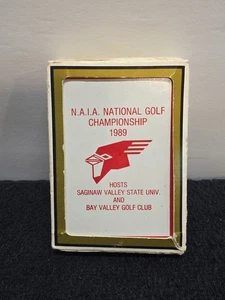 N.A.I.A. NATIONAL GOLF
CHAMPIONSHIP
1989
HOSTS
SAGINAW VALLEY STATE UNIV.
AND
BAY VALLEY GOLF CLUB